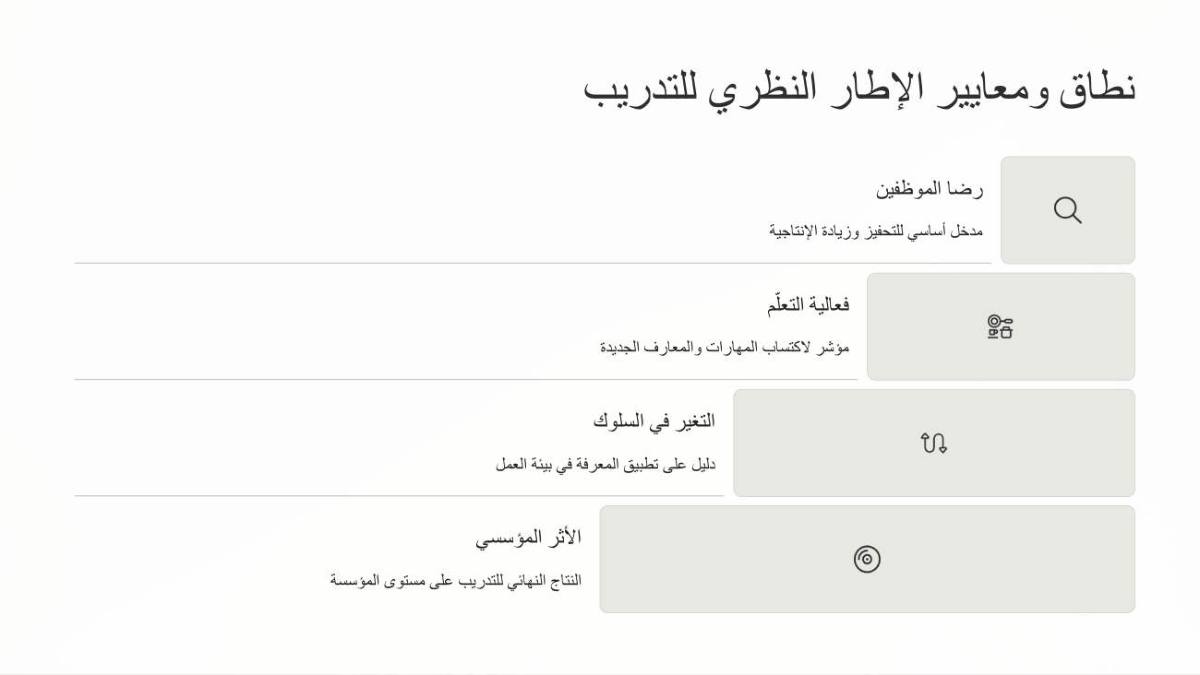 نطاق ومعايير الإطار النظري للتدريب
رضا الموظفين
مدخل أساسي للتحفيز وزيادة الإنتاجية
فعالية التعلّم
مؤشر لاكتساب المهارات والمعارف الجديدة
التغير في السلوك
دليل على تطبيق المعرفة في بيئة العمل
الأثر المؤسسي
النتاج النهائي للتدريب على مستوى المؤسسة